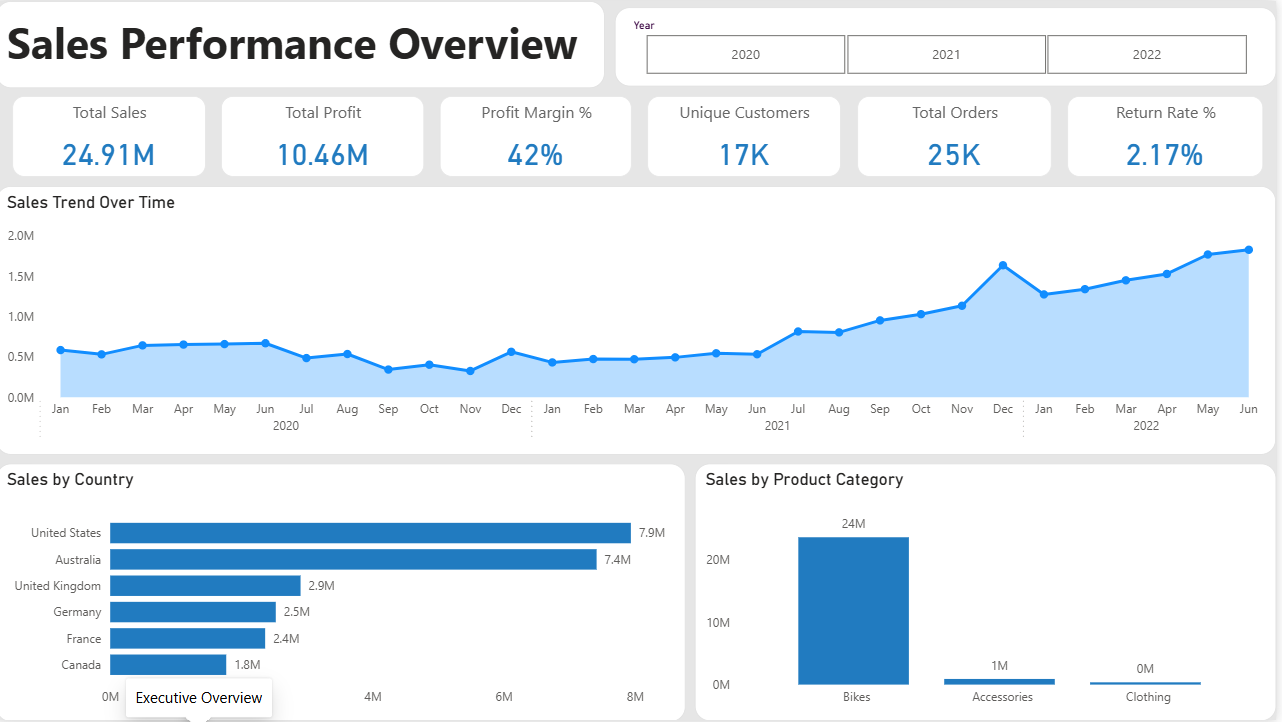 Sales Performance Overview
Year
2020 2021 2022
Total Sales
24.91M
Total Profit
10.46M
Profit Margin %
42%
Unique Customers
17K
Total Orders
25K
Return Rate %
2.17%
Sales Trend Over Time
2.0M
1.5M
1.0M
0.5M
0.0M
Jan Feb Mar Apr May Jun Jul Aug Sep Oct Nov Dec Jan Feb Mar Apr May Jun Jul Aug Sep Oct Nov Dec Jan Feb Mar Apr May Jun
2020 2021 2022
Sales by Country
United States 7.9M
Australia 7.4M
United Kingdom 2.9M
Germany 2.5M
France 2.4M
Canada 1.8M
0M 4M 6M 8M
Executive Overview
Sales by Product Category
24M
20M
10M
1M
0M
0M
Bikes Accessories Clothing